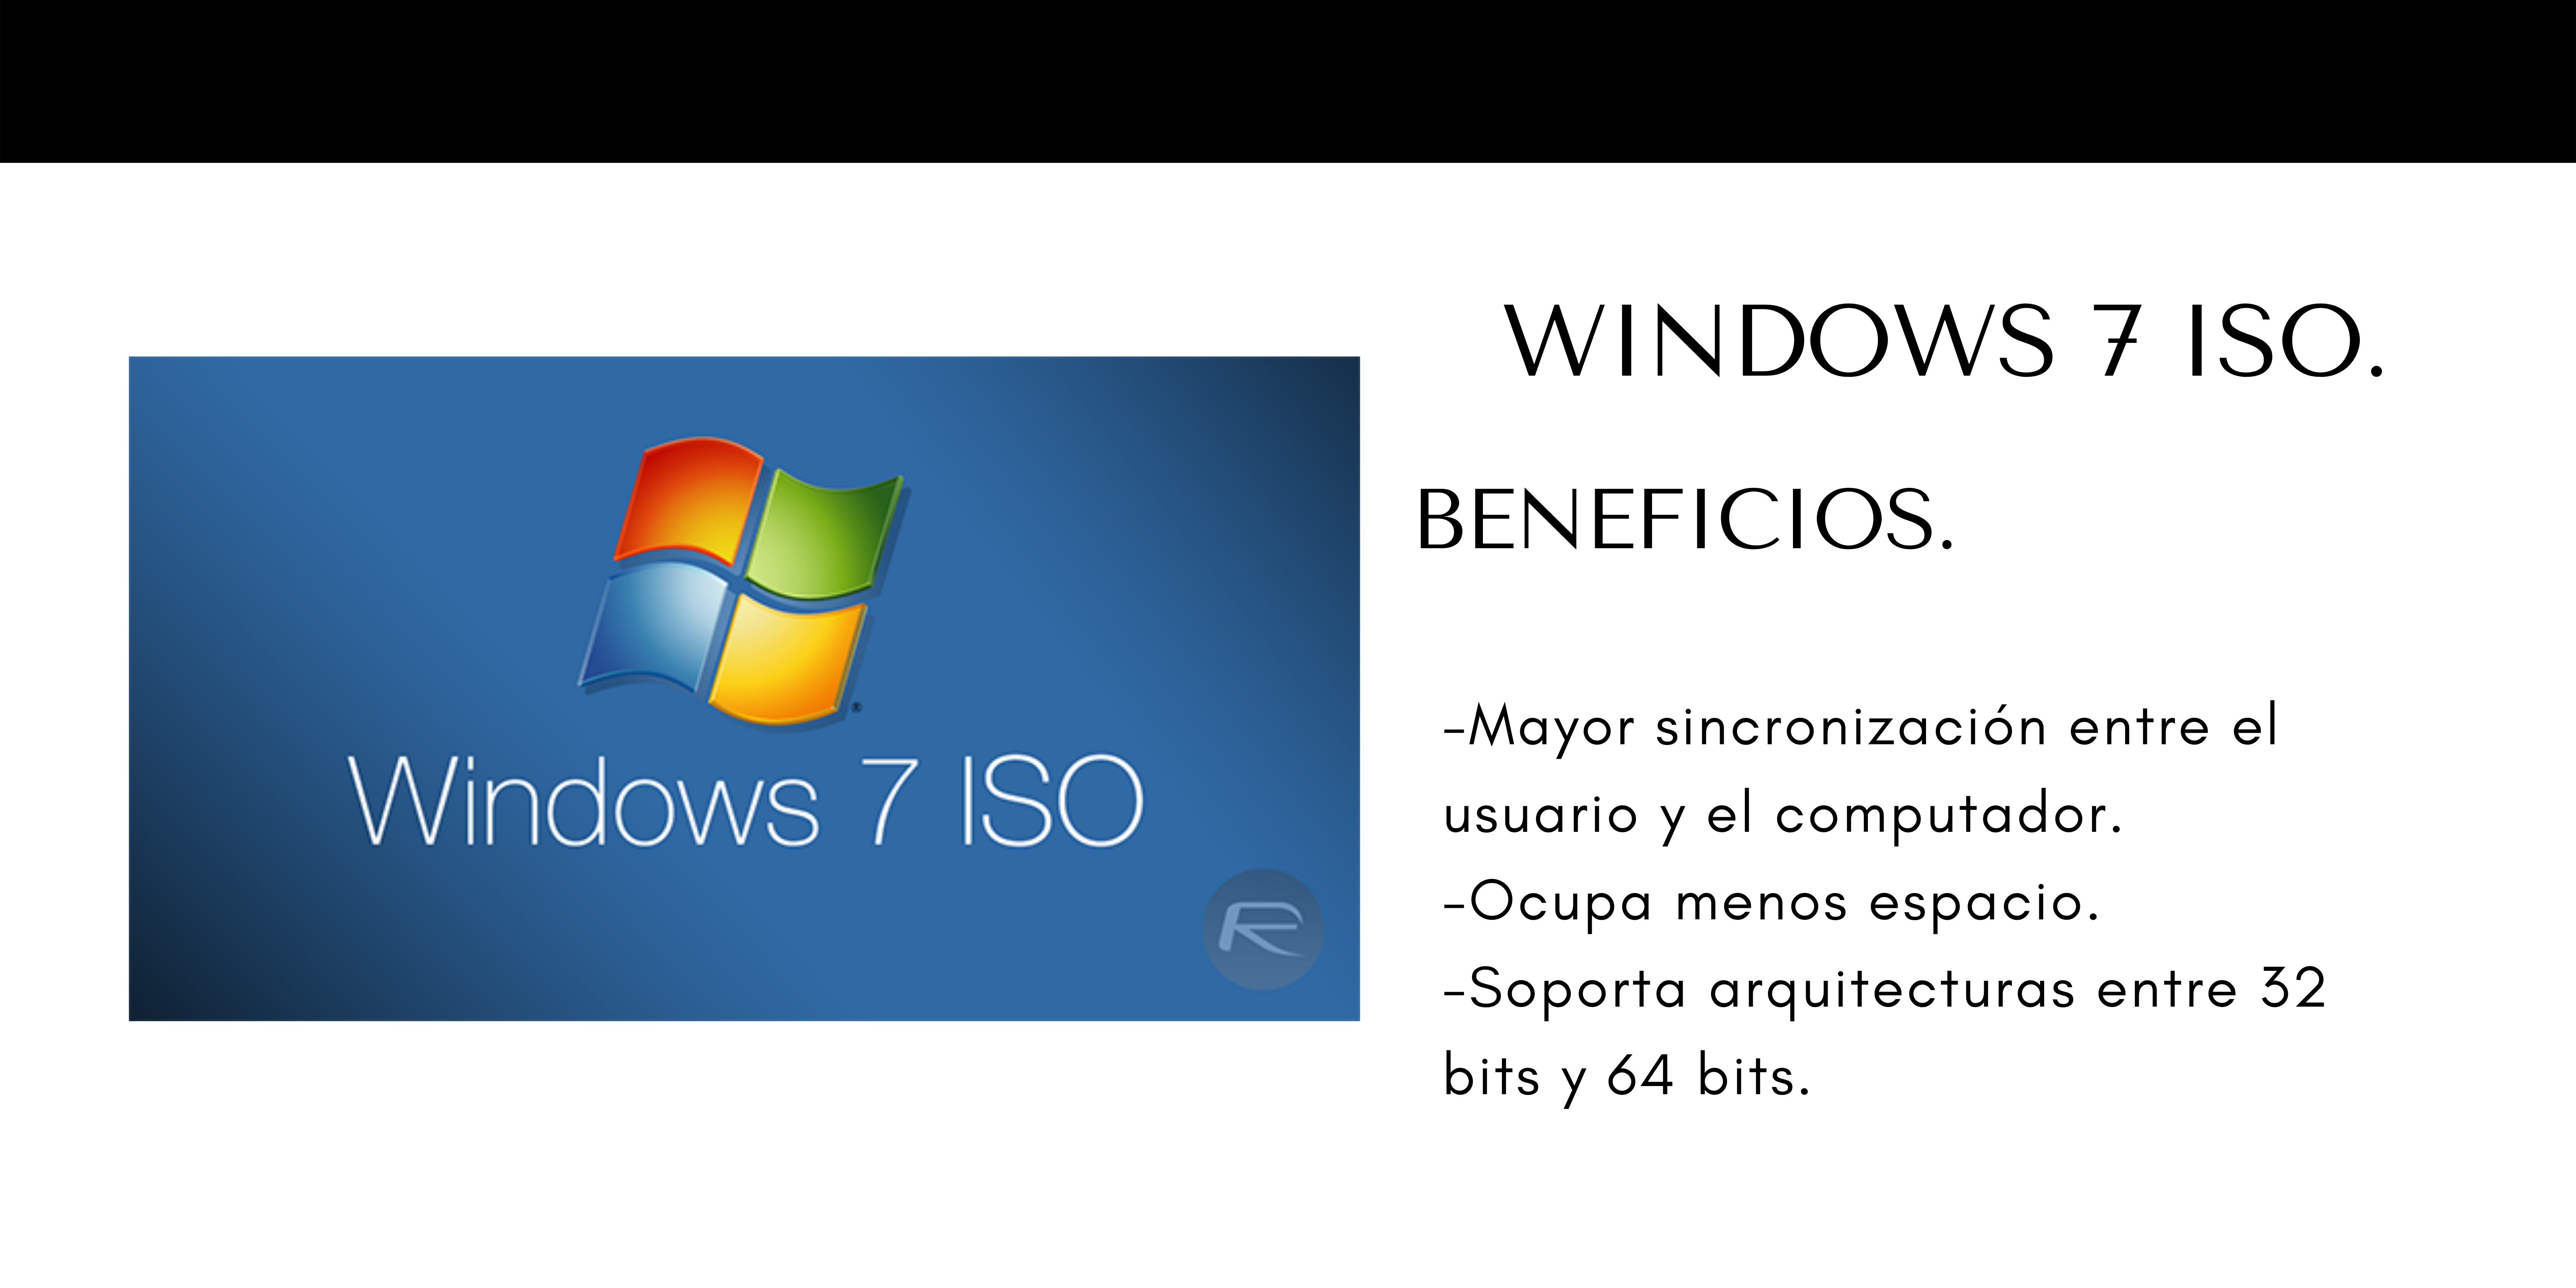 Windows 7 ISO
R
WINDOWS 7 ISO.
BENEFICIOS.
-Mayor sincronización entre el
usuario y el computador.
-Ocupa menos espacio.
-Soporta arquitecturas entre 32
bits y 64 bits.